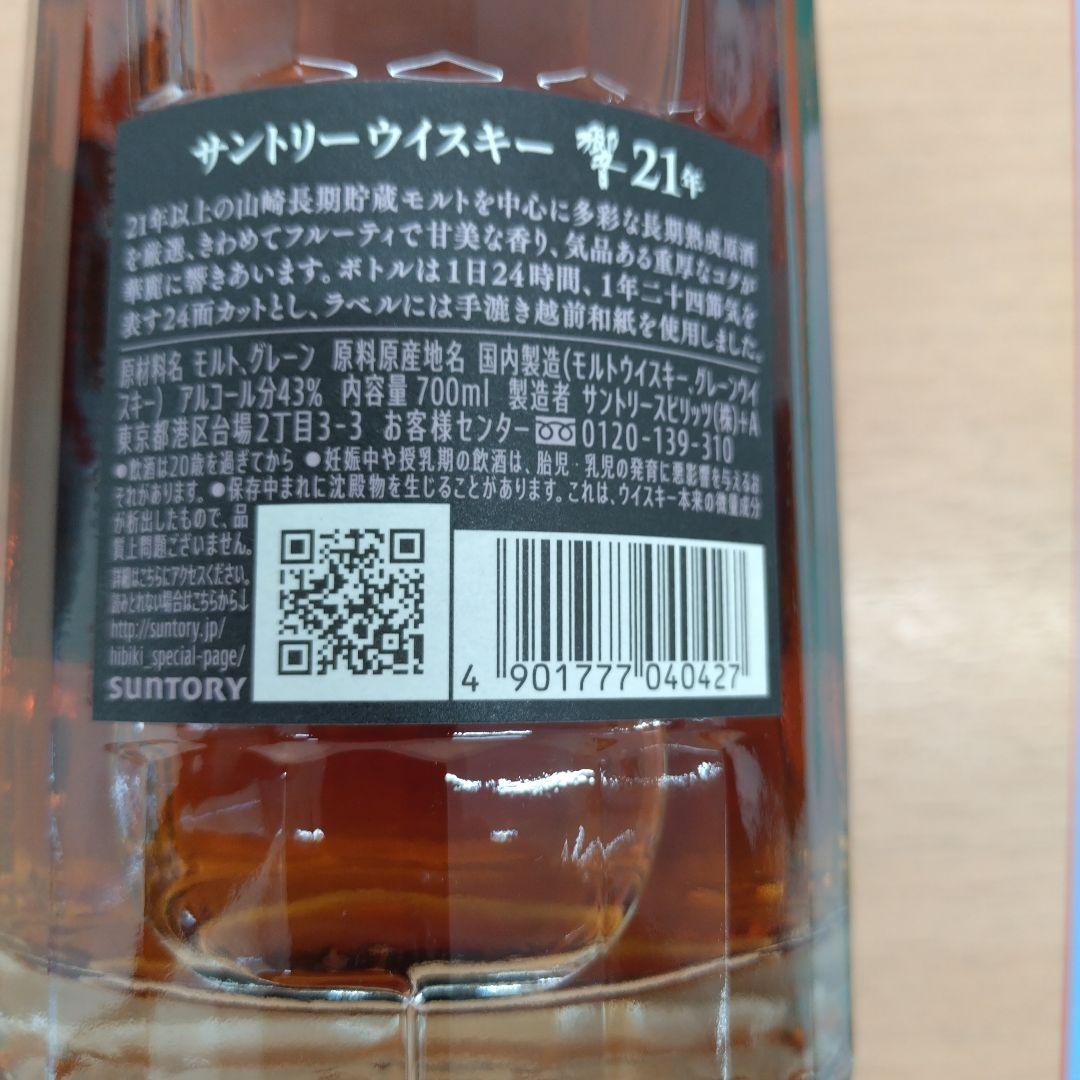 サントリーウイスキー 響21年
21年以上の山崎長期貯蔵モルトを中心に多彩な長期熟成原酒
を厳選、きわめてフルーティで甘美な香り、気品ある重厚なコクが
華麗に響きあいます。ボトルは1日24時間、1年二十四節気を
表す24面カットとし、ラベルには手漉き越前和紙を使用しました。
原材料名 モルト、グレーン 原料原産地名 国内製造(モルトウイスキー、グレーンウイ
スキー) アルコール分43% 内容量 700ml 製造者 サントリースピリッツ(株)+A
東京都港区台場2丁目3-3 お客様センター 0120-139-310
●飲酒は20歳を過ぎてから ●妊娠中や授乳期の飲酒は、胎児・乳児の発育に悪影響を与えるお
それがあります。●保存中まれに沈殿物を生じることがあります。これは、ウイスキー本来の微量成分
が析出したもので、品
質上問題ございません。
詳細はこちらにアクセスください。
読みとれない場合はこちらから↓
http://suntory.jp/
hibiki_special-page/
SUNTORY
4 901777 040427